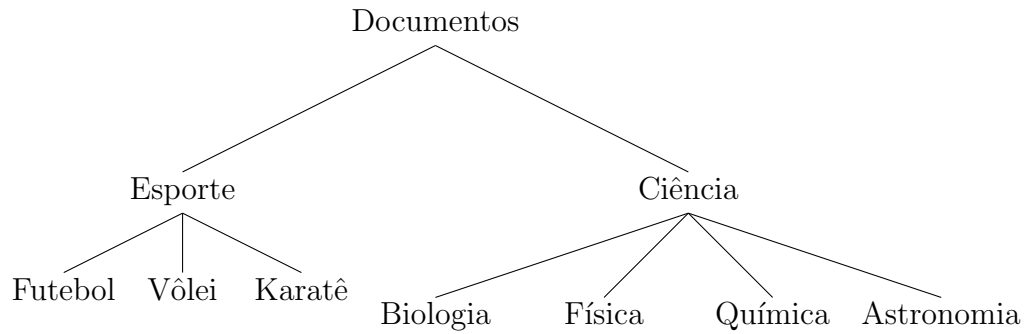 Documentos
Esporte Ciência
Futebol Vôlei Karatê
Biologia Física Química Astronomia